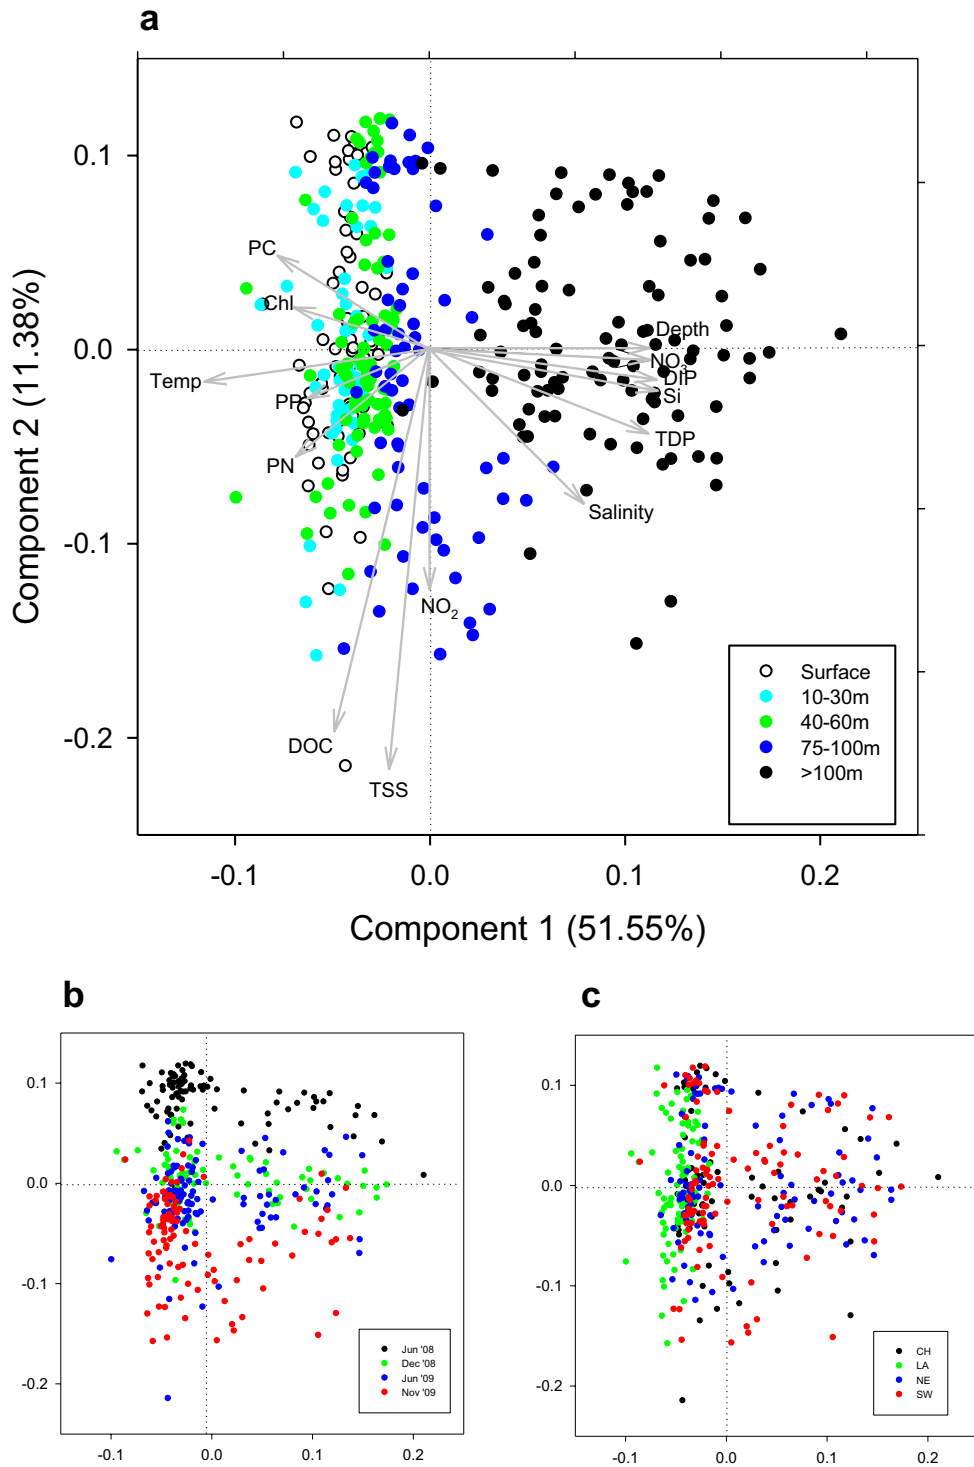 a
0.1
0.0
-0.1
-0.2
Component 2 (11.38%)
PC
Chl
Temp
PP
PN
DOC
TSS
NO2
Salinity
TDP
Si
DIP
NO3
Depth
Surface
10-30m
40-60m
75-100m
>100m
-0.1
0.0
0.1
0.2
Component 1 (51.55%)
b
0.1
0.0
-0.1
-0.2
Jun '08
Dec '08
Jun '09
Nov '09
-0.1
0.0
0.1
0.2
c
0.1
0.0
-0.1
-0.2
CH
LA
NE
SW
-0.1
0.0
0.1
0.2